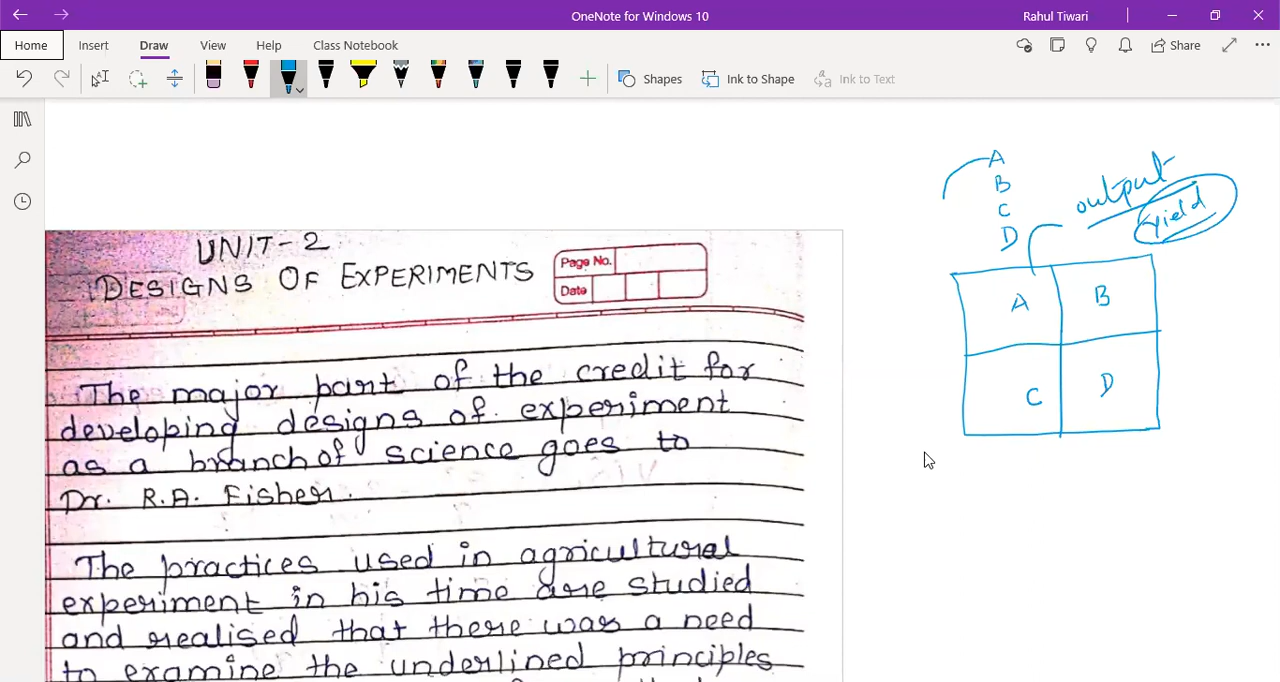 OneNote for Windows 10
Rahul Tiwari
Home Insert Draw View Help Class Notebook
Share
Shapes Ink to Shape Ink to Text
A
B
C
D
output
yield
A B
C D
UNIT-2
DESIGNS OF EXPERIMENTS
Page No.
Date
The major part of the credit for
developing designs of experiment
as a branch of science goes to
Dr. R.A. Fisher.
The practices used in agricultural
experiment in his time are studied
and realised that there was a need
to examine the underlined principles